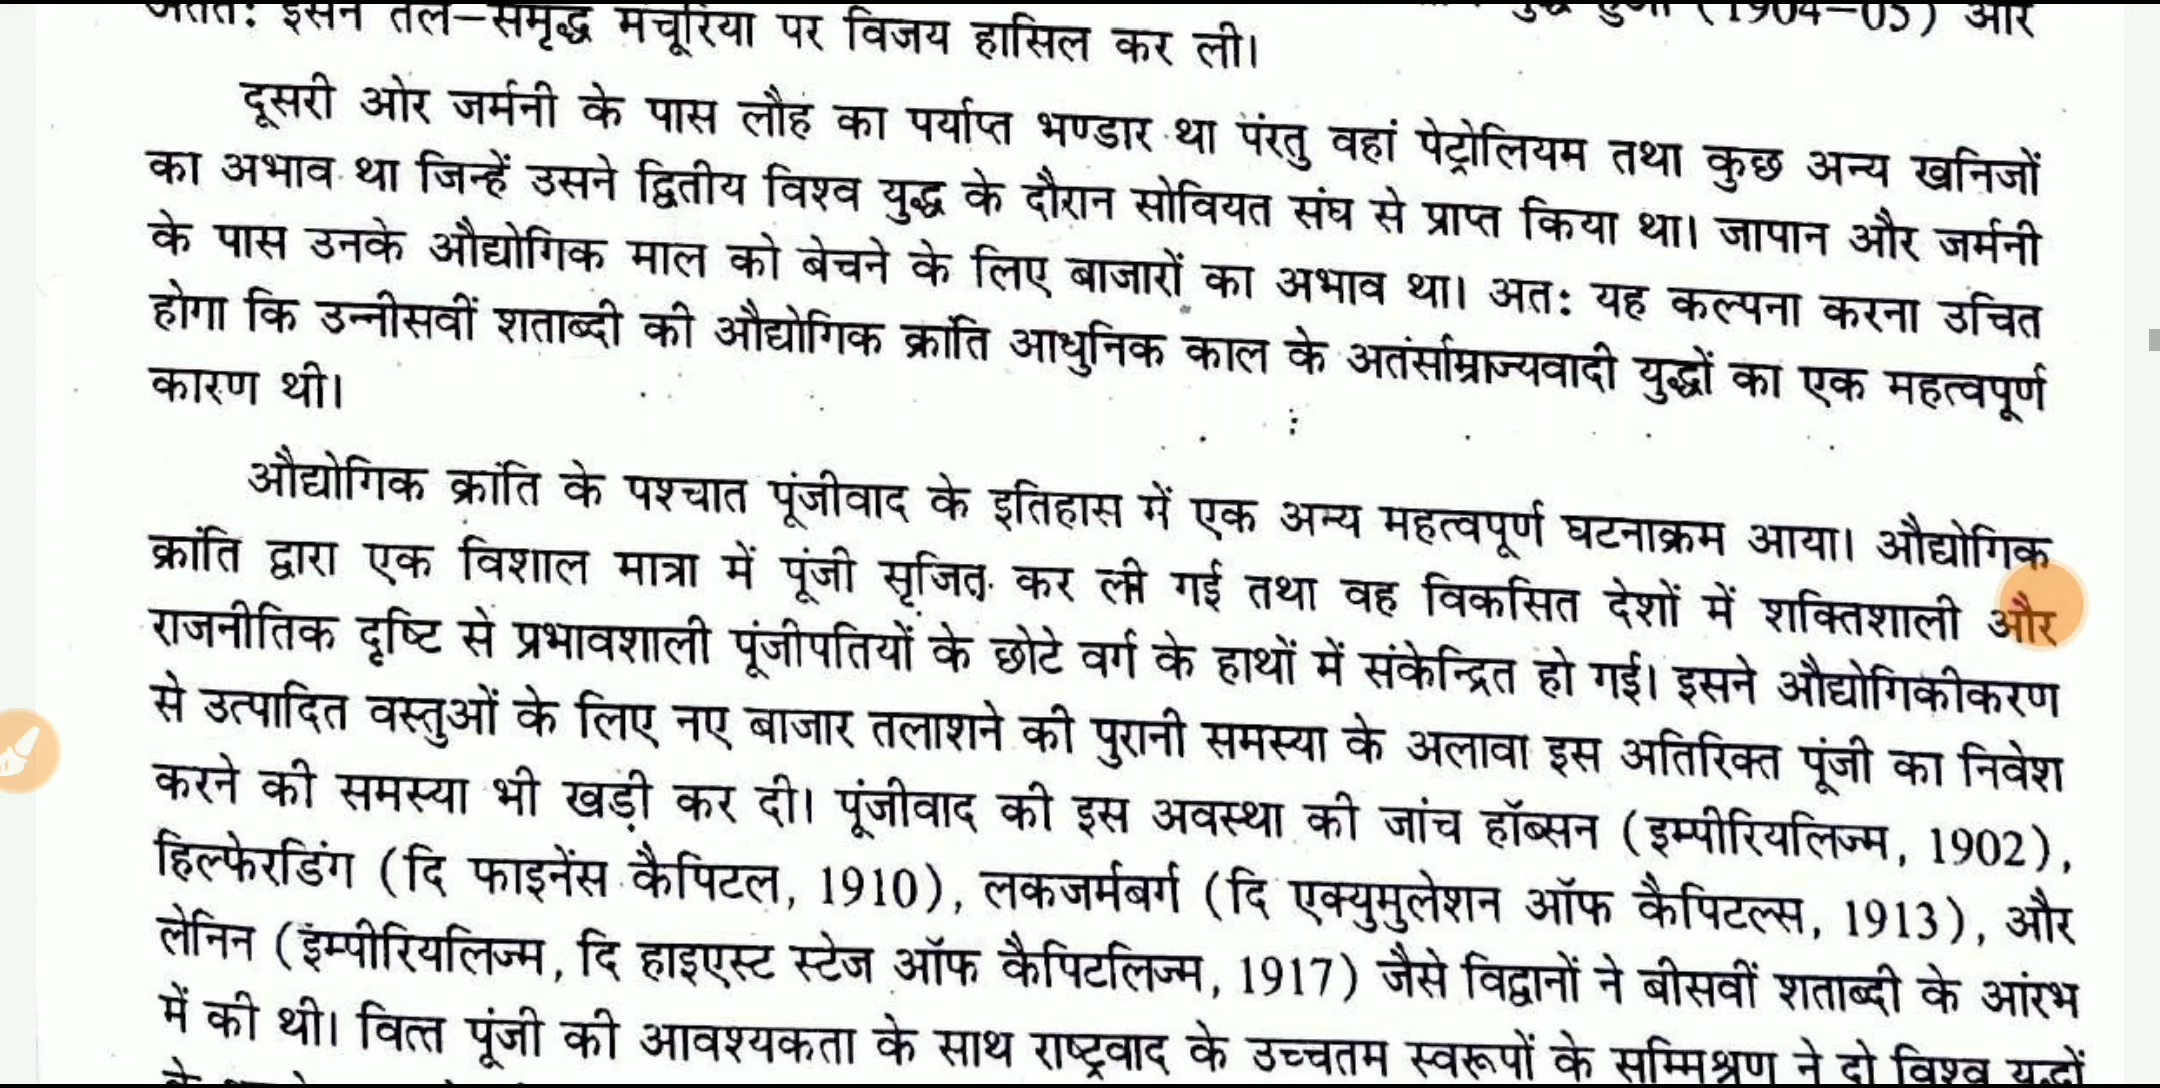 अंततः इसने तेल–समृद्ध मंचूरिया पर विजय हासिल कर ली। युद्ध हुआ (1904–05) और
दूसरी ओर जर्मनी के पास लौह का पर्याप्त भण्डार था पंरतु वहां पेट्रोलियम तथा कुछ अन्य खनिजों
का अभाव था जिन्हें उसने द्वितीय विश्व युद्ध के दौरान सोवियत संघ से प्राप्त किया था। जापान और जर्मनी
के पास उनके औद्योगिक माल को बेचने के लिए बाजारों का अभाव था। अतः यह कल्पना करना उचित
होगा कि उन्नीसवीं शताब्दी की औद्योगिक क्रांति आधुनिक काल के अतंर्साम्राज्यवादी युद्धों का एक महत्वपूर्ण
कारण थी।
औद्योगिक क्रांति के पश्चात पूंजीवाद के इतिहास में एक अन्य महत्वपूर्ण घटनाक्रम आया। औद्योगिक
क्रांति द्वारा एक विशाल मात्रा में पूंजी सृजित कर ली गई तथा वह विकसित देशों में शक्तिशाली और
राजनीतिक दृष्टि से प्रभावशाली पूंजीपतियों के छोटे वर्ग के हाथों में संकेन्द्रित हो गई। इसने औद्योगिकीकरण
से उत्पादित वस्तुओं के लिए नए बाजार तलाशने की पुरानी समस्या के अलावा इस अतिरिक्त पूंजी का निवेश
करने की समस्या भी खड़ी कर दी। पूंजीवाद की इस अवस्था की जांच हॉब्सन (इम्पीरियलिज्म, 1902),
हिल्फेरडिंग (दि फाइनेंस कैपिटल, 1910), लकजर्मबर्ग (दि एक्युमुलेशन ऑफ कैपिटल्स, 1913), और
लेनिन (इंम्पीरियलिज्म, दि हाइएस्ट स्टेज ऑफ कैपिटलिज्म, 1917) जैसे विद्वानों ने बीसवीं शताब्दी के आंरभ
में की थी। वित्त पूंजी की आवश्यकता के साथ राष्ट्रवाद के उच्चतम स्वरूपों के सम्मिश्रण ने दो विश्व युद्धों